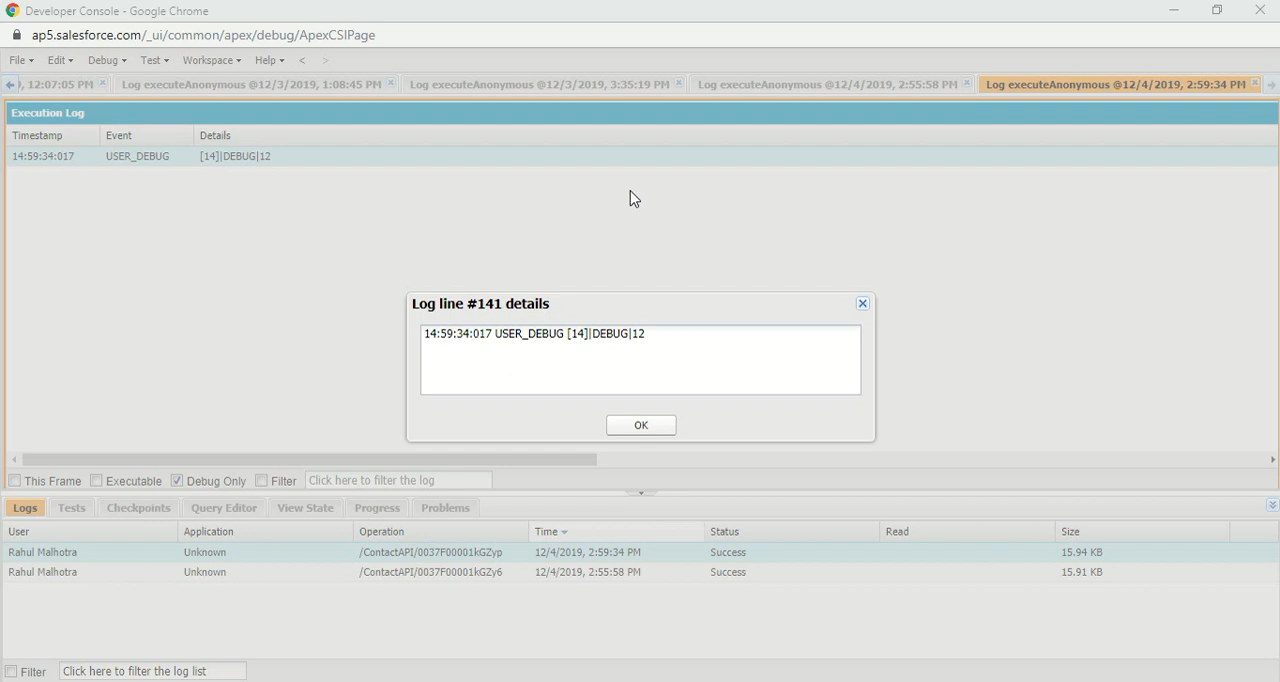 Developer Console - Google Chrome
ap5.salesforce.com/_ui/common/apex/debug/ApexCSIPage
File Edit Debug Test Workspace Help < >
), 12:07:05 PM Log executeAnonymous @12/3/2019, 1:08:45 PM Log executeAnonymous @12/3/2019, 3:35:19 PM Log executeAnonymous @12/4/2019, 2:55:58 PM Log executeAnonymous @12/4/2019, 2:59:34 PM
Execution Log
Timestamp Event Details
14:59:34:017 USER_DEBUG [14]|DEBUG|12
Log line #141 details
14:59:34:017 USER_DEBUG [14]|DEBUG|12
OK
This Frame Executable Debug Only Filter Click here to filter the log
Logs Tests Checkpoints Query Editor View State Progress Problems
User Application Operation Time Status Read Size
Rahul Malhotra Unknown /ContactAPI/0037F00001kGZyp 12/4/2019, 2:59:34 PM Success 15.94 KB
Rahul Malhotra Unknown /ContactAPI/0037F00001kGZy6 12/4/2019, 2:55:58 PM Success 15.91 KB
Filter Click here to filter the log list